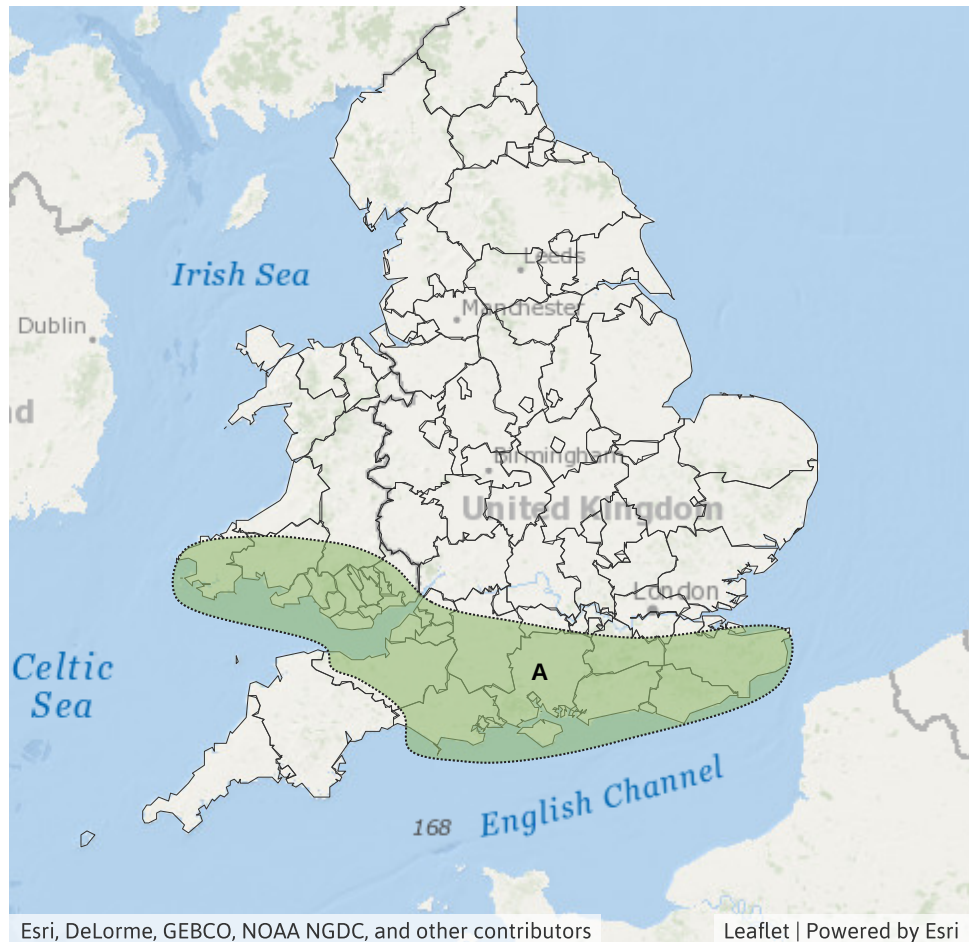 Leeds
Irish Sea
Manchester
Dublin
nd
Birmingham
United Kingdom
London
Celtic
Sea
A
English Channel
168
Esri, DeLorme, GEBCO, NOAA NGDC, and other contributors
Leaflet | Powered by Esri